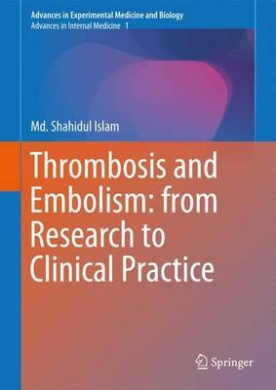 Advances in Experimental Medicine and Biology
Advances in Internal Medicine 1
Md. Shahidul Islam
Thrombosis and
Embolism: from
Research to
Clinical Practice
Springer